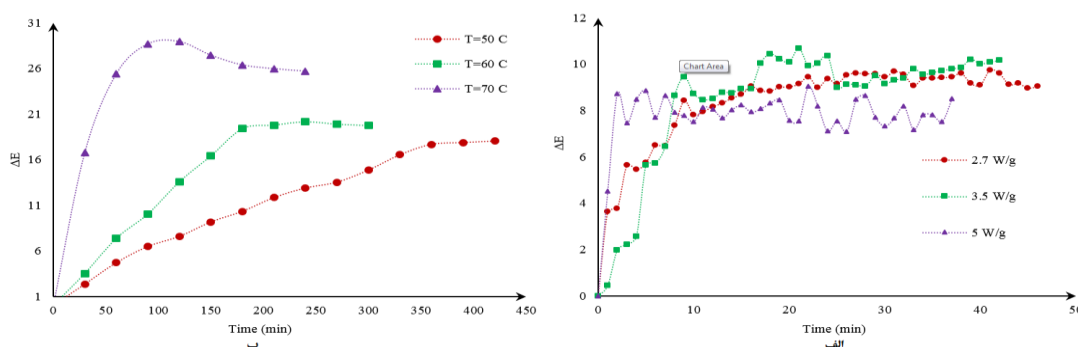 31
26
21
16
11
6
1
ΔE
0
50
100
150
200
250
300
350
400
450
Time (min)
T=50 C
T=60 C
T=70 C
ب
12
10
8
6
4
2
0
ΔE
0
10
20
30
40
50
Time (min)
Chart Area
2.7 W/g
3.5 W/g
5 W/g
الف